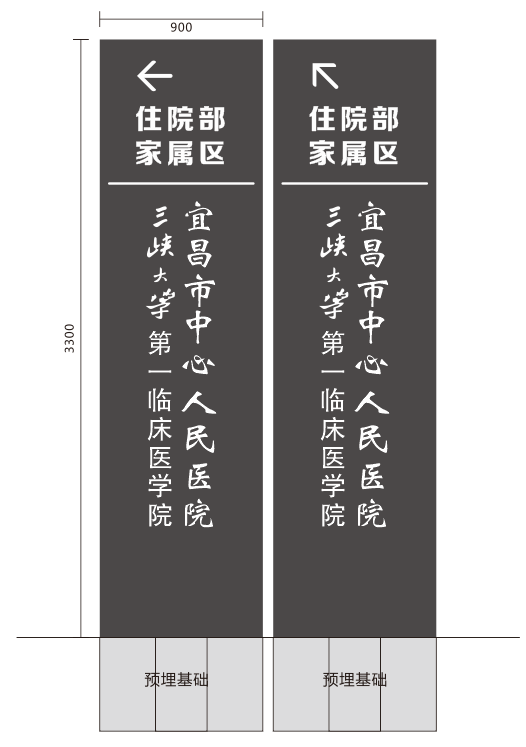 900
3300
住院部
家属区
宜昌市中心人民医院
三峡大学第一临床医学院
预埋基础
住院部
家属区
宜昌市中心人民医院
三峡大学第一临床医学院
预埋基础